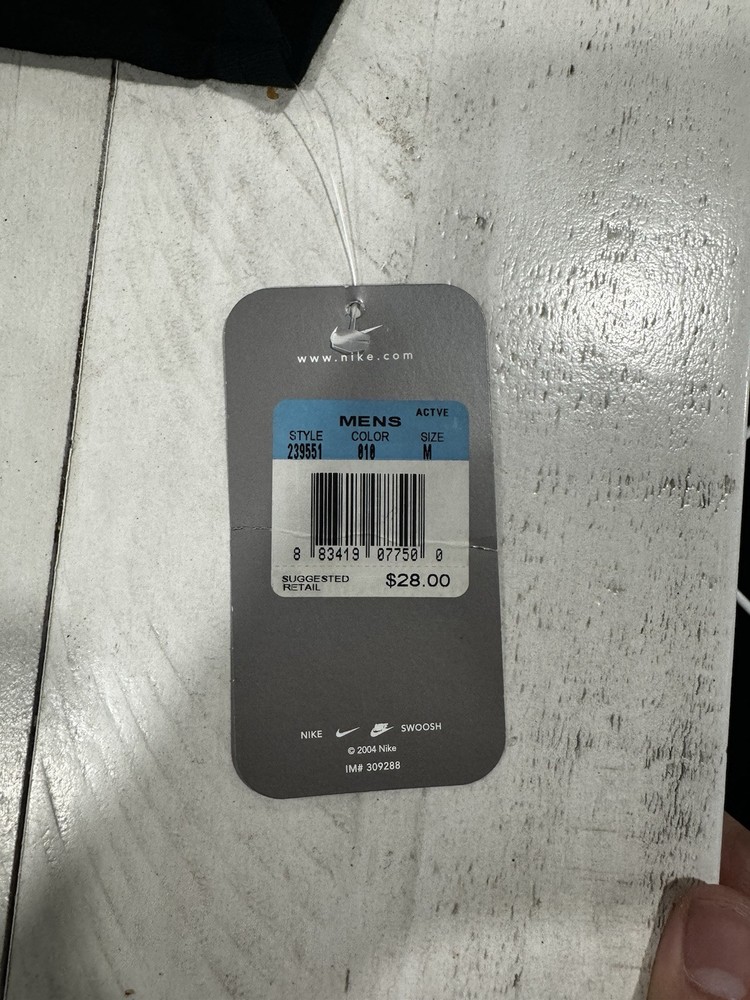 www.nike.com
MENS ACTVE
STYLE COLOR SIZE
239551 010 M
8 83419 07750 0
SUGGESTED RETAIL $28.00
NIKE SWOOSH
© 2004 Nike
IM# 309288